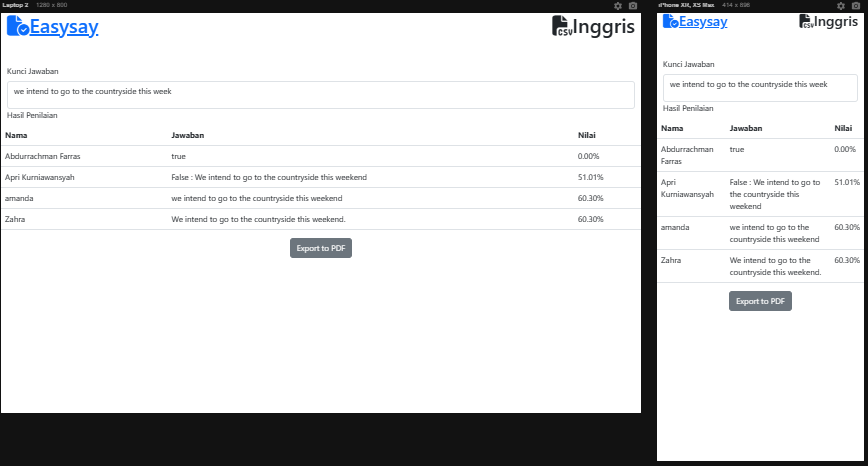 Laptop 2 1280 x 800
Easysay
CSV Inggris
Kunci Jawaban
we intend to go to the countryside this week
Hasil Penilaian
Nama Jawaban Nilai
Abdurrachman Farras true 0.00%
Apri Kurniawansyah False : We intend to go to the countryside this weekend 51.01%
amanda we intend to go to the countryside this weekend 60.30%
Zahra We intend to go to the countryside this weekend. 60.30%
Export to PDF
iPhone XR, XS Max 414 x 896
Easysay
CSV Inggris
Kunci Jawaban
we intend to go to the countryside this week
Hasil Penilaian
Nama Jawaban Nilai
Abdurrachman true 0.00%
Farras
Apri False : We intend to go to 51.01%
Kurniawansyah the countryside this
weekend
amanda we intend to go to the 60.30%
countryside this weekend
Zahra We intend to go to the 60.30%
countryside this weekend.
Export to PDF